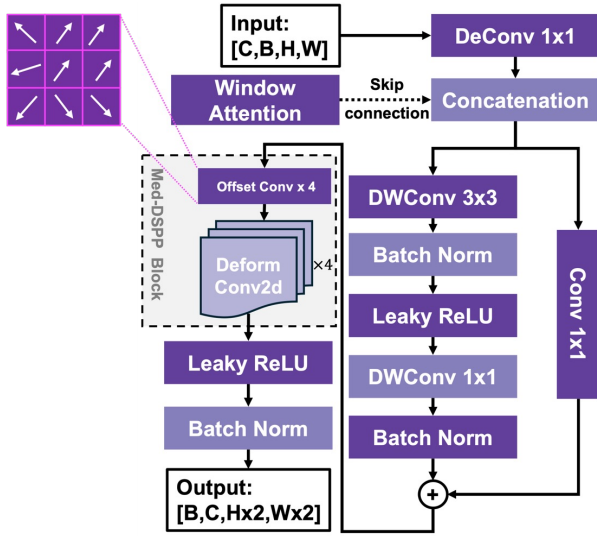 Input:
[C,B,H,W]
DeConv 1x1
Window
Attention
Skip
connection
Concatenation
Med-DSPP
Block
Offset Conv x 4
Deform
Conv2d
×4
DWConv 3x3
Batch Norm
Leaky ReLU
DWConv 1x1
Batch Norm
Conv 1x1
+
Leaky ReLU
Batch Norm
Output:
[B,C,Hx2,Wx2]